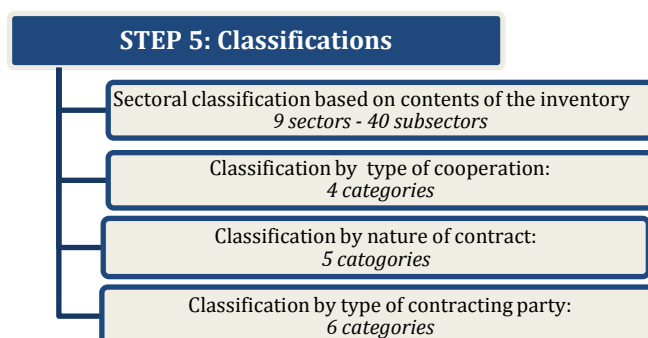 STEP 5: Classifications
Sectoral classification based on contents of the inventory
9 sectors - 40 subsectors
Classification by type of cooperation:
4 categories
Classification by nature of contract:
5 catogories
Classification by type of contracting party:
6 categories